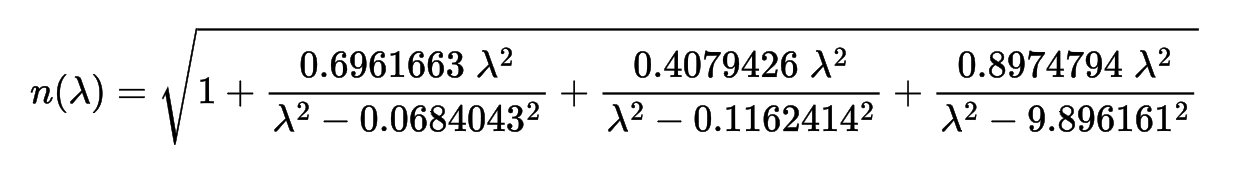 n(λ) = √(1 + 0.6961663 λ² / (λ² − 0.0684043²) + 0.4079426 λ² / (λ² − 0.1162414²) + 0.8974794 λ² / (λ² − 9.896161²))